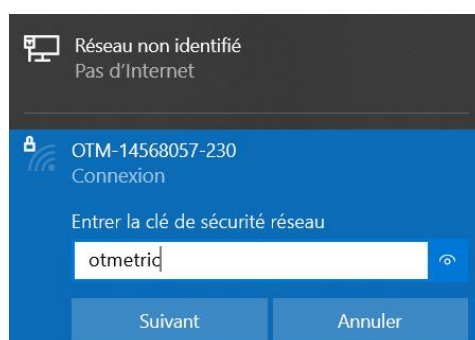 Réseau non identifié
Pas d'Internet
OTM-14568057-230
Connexion
Entrer la clé de sécurité réseau
otmetric
Suivant
Annuler